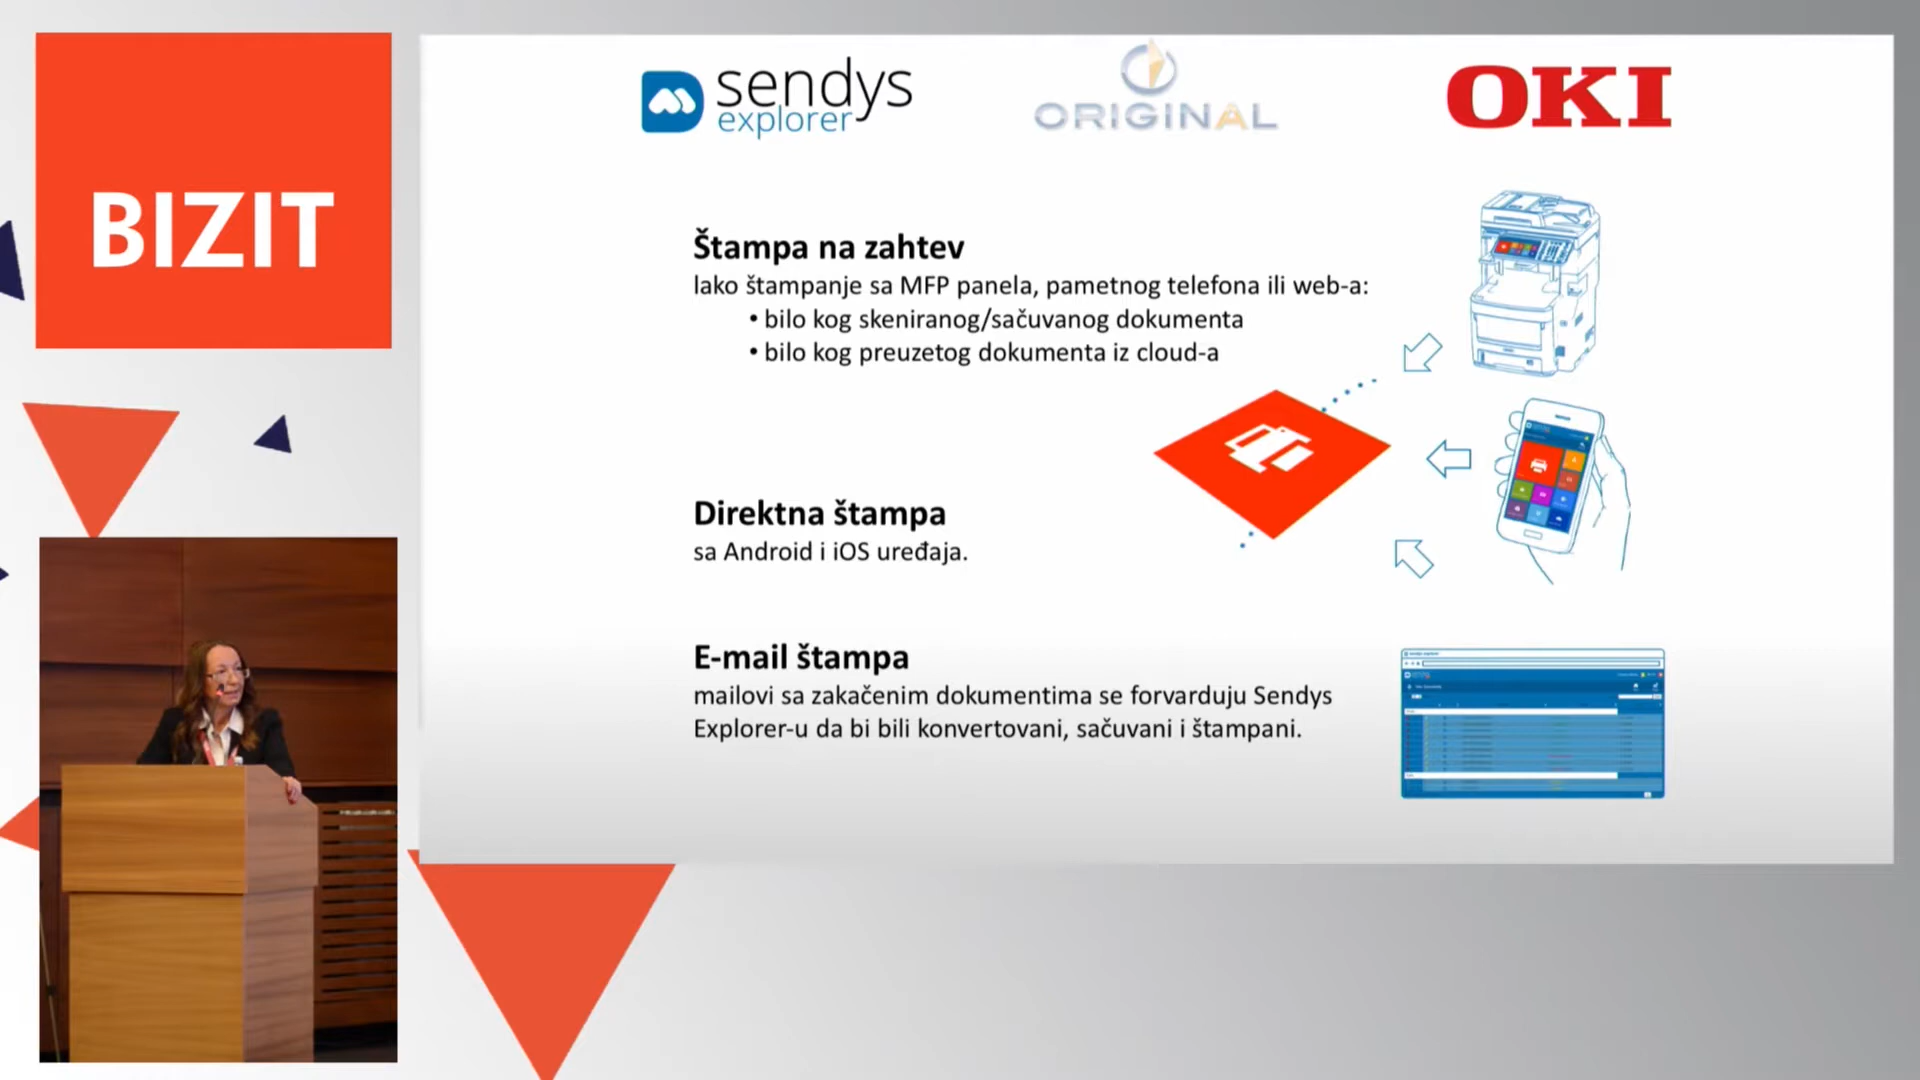 BIZIT
sendys
explorer
ORIGINAL
OKI
Štampa na zahtev
lako štampanje sa MFP panela, pametnog telefona ili web-a:
• bilo kog skeniranog/sačuvanog dokumenta
• bilo kog preuzetog dokumenta iz cloud-a
Direktna štampa
sa Android i iOS uređaja.
E-mail štampa
mailovi sa zakačenim dokumentima se forvarduju Sendys
Explorer-u da bi bili konvertovani, sačuvani i štampani.